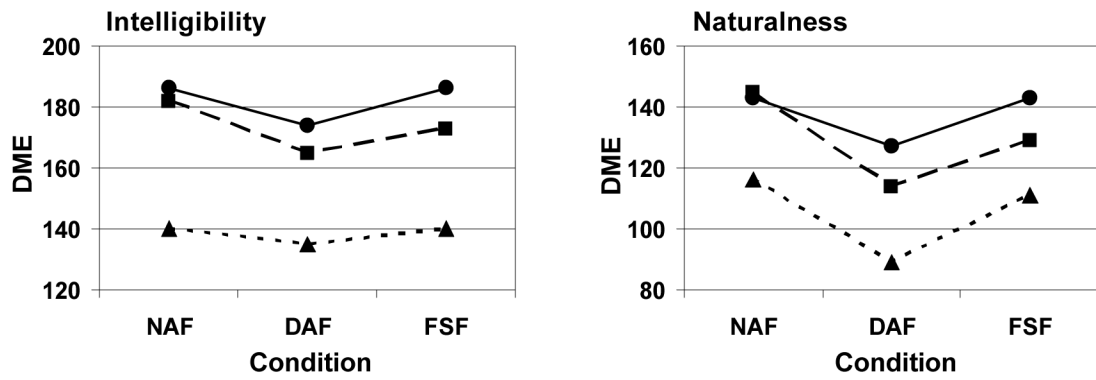 Intelligibility
200
180
160
140
120
DME
NAF DAF FSF
Condition
Naturalness
160
140
120
100
80
DME
NAF DAF FSF
Condition